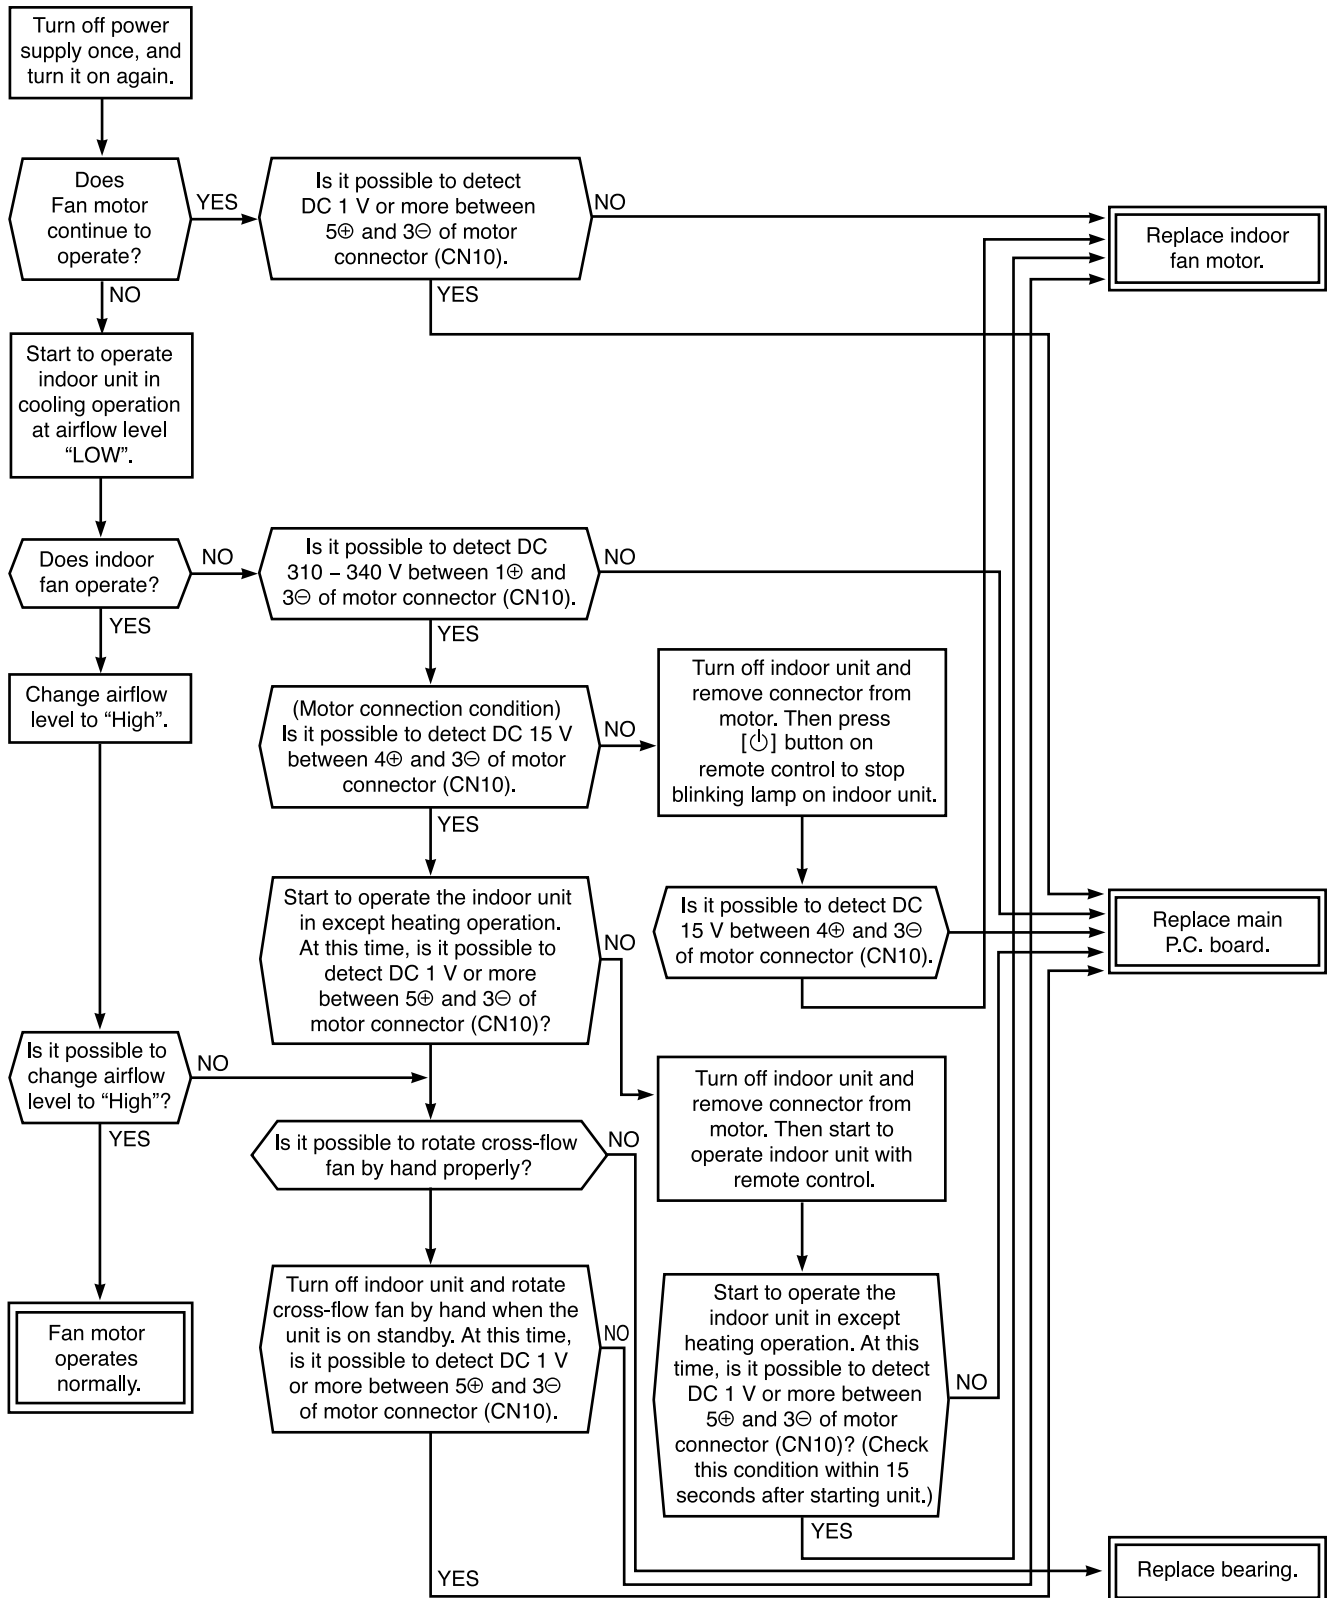 Turn off power
supply once, and
turn it on again.
Does
Fan motor
continue to
operate?
YES
NO
Is it possible to detect
DC 1 V or more between
5⊕ and 3⊖ of motor
connector (CN10).
NO
YES
Replace indoor
fan motor.
Start to operate
indoor unit in
cooling operation
at airflow level
“LOW”.
Does indoor
fan operate?
NO
YES
Is it possible to detect DC
310 – 340 V between 1⊕ and
3⊖ of motor connector (CN10).
NO
YES
Change airflow
level to “High”.
(Motor connection condition)
Is it possible to detect DC 15 V
between 4⊕ and 3⊖ of motor
connector (CN10).
NO
YES
Turn off indoor unit and
remove connector from
motor. Then press
[⏻] button on
remote control to stop
blinking lamp on indoor unit.
Start to operate the indoor unit
in except heating operation.
At this time, is it possible to
detect DC 1 V or more
between 5⊕ and 3⊖ of
motor connector (CN10)?
NO
Is it possible to detect DC
15 V between 4⊕ and 3⊖
of motor connector (CN10).
Replace main
P.C. board.
Is it possible to
change airflow
level to “High”?
NO
YES
Is it possible to rotate cross-flow
fan by hand properly?
NO
Turn off indoor unit and
remove connector from
motor. Then start to
operate indoor unit with
remote control.
Fan motor
operates
normally.
Turn off indoor unit and rotate
cross-flow fan by hand when the
unit is on standby. At this time,
is it possible to detect DC 1 V
or more between 5⊕ and 3⊖
of motor connector (CN10).
NO
YES
Start to operate the
indoor unit in except
heating operation. At this
time, is it possible to detect
DC 1 V or more between
5⊕ and 3⊖ of motor
connector (CN10)? (Check
this condition within 15
seconds after starting unit.)
NO
YES
Replace bearing.